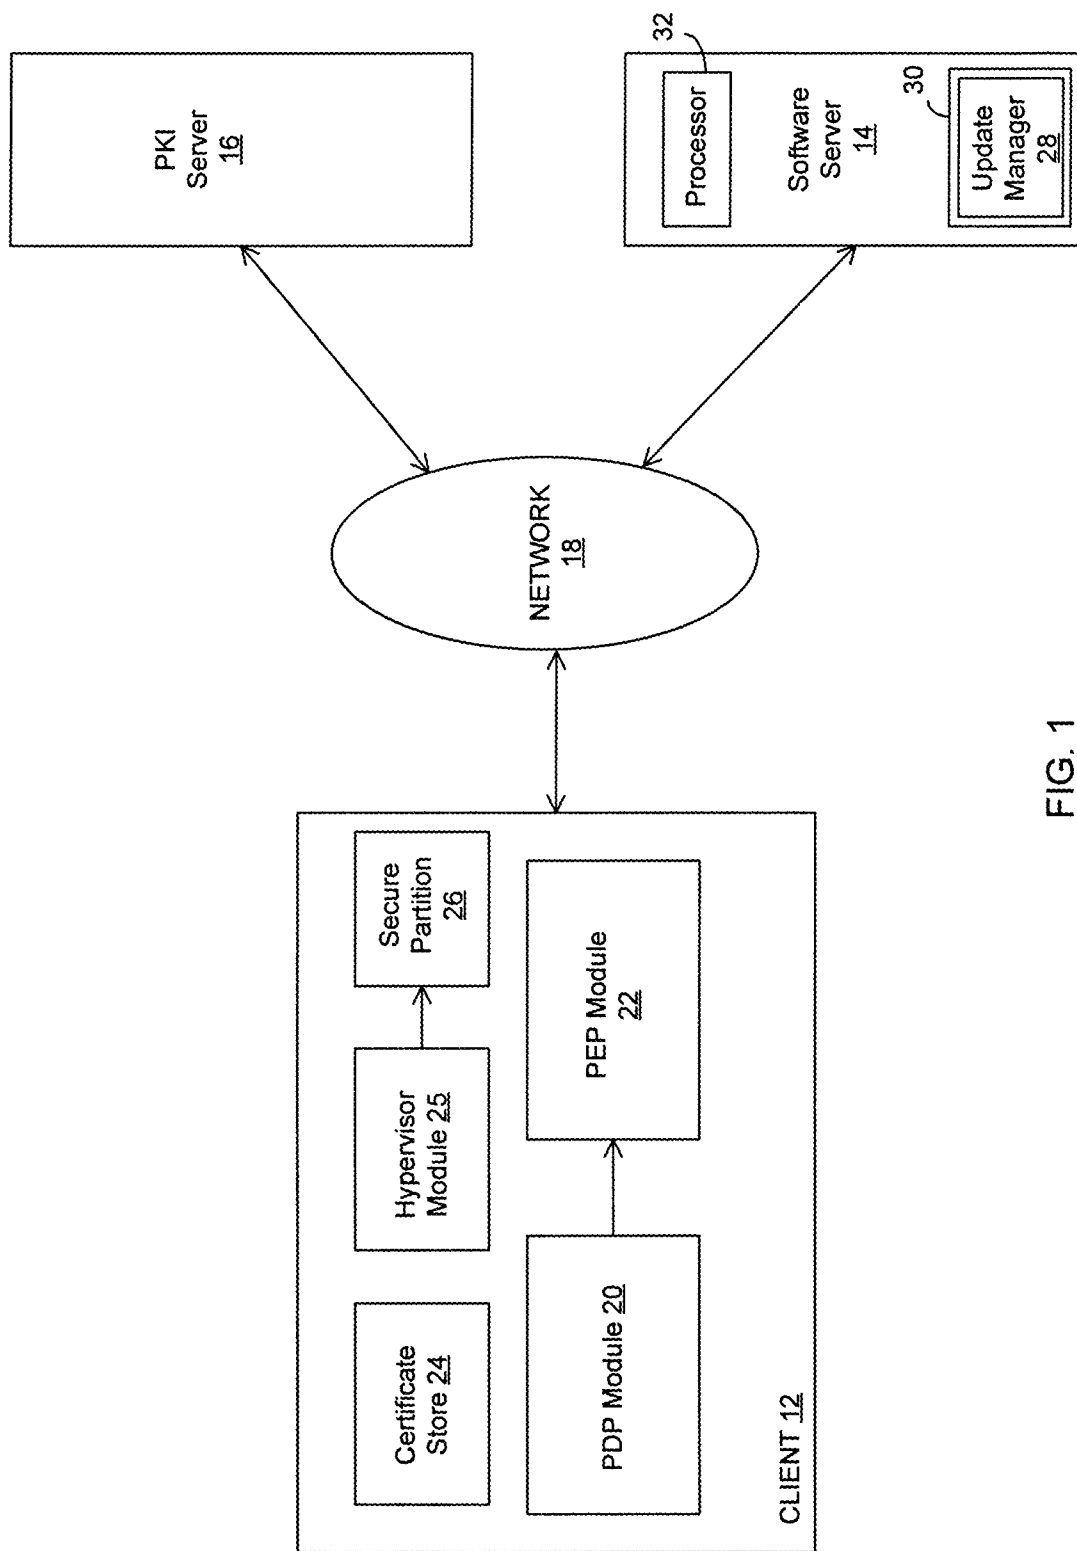 Certificate
Store 24
Hypervisor
Module 25
Secure
Partition
26
PDP Module 20
PEP Module
22
CLIENT 12
NETWORK
18
PKI
Server
16
Processor
32
Software
Server
14
30
Update
Manager
28
FIG. 1